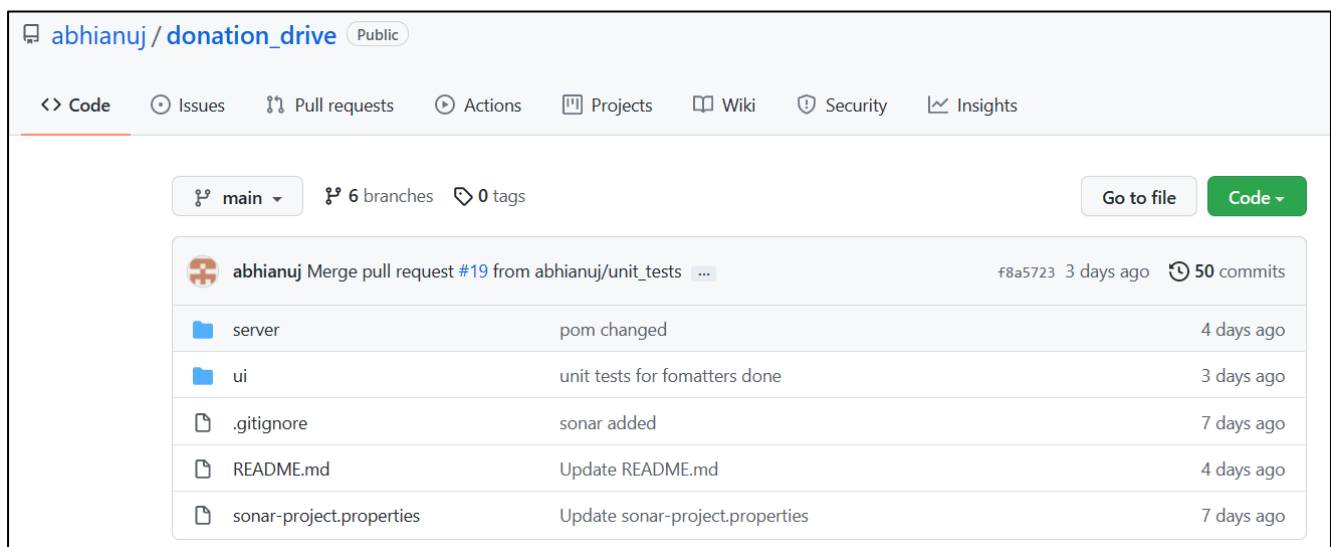 abhianuj / donation_drive Public
Code Issues Pull requests Actions Projects Wiki Security Insights
main 6 branches 0 tags Go to file Code
abhianuj Merge pull request #19 from abhianuj/unit_tests ... f8a5723 3 days ago 50 commits
server pom changed 4 days ago
ui unit tests for fomatters done 3 days ago
.gitignore sonar added 7 days ago
README.md Update README.md 4 days ago
sonar-project.properties Update sonar-project.properties 7 days ago